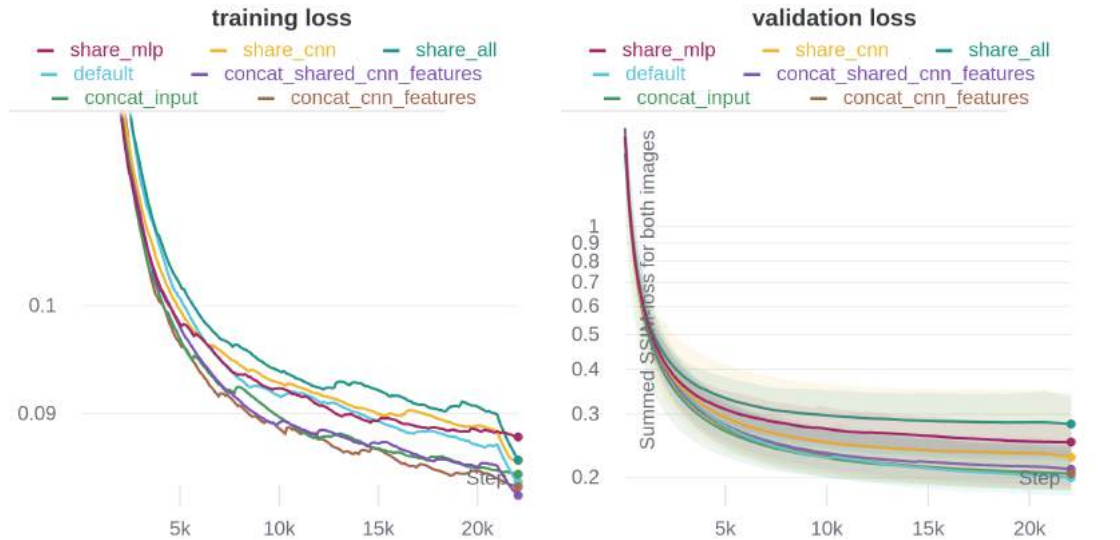 training loss
share_mlp share_cnn share_all
default concat_shared_cnn_features
concat_input concat_cnn_features
0.1
0.09
Step
5k 10k 15k 20k
validation loss
share_mlp share_cnn share_all
default concat_shared_cnn_features
concat_input concat_cnn_features
Summed SSIM loss for both images
1
0.9
0.8
0.7
0.6
0.5
0.4
0.3
0.2
Step
5k 10k 15k 20k